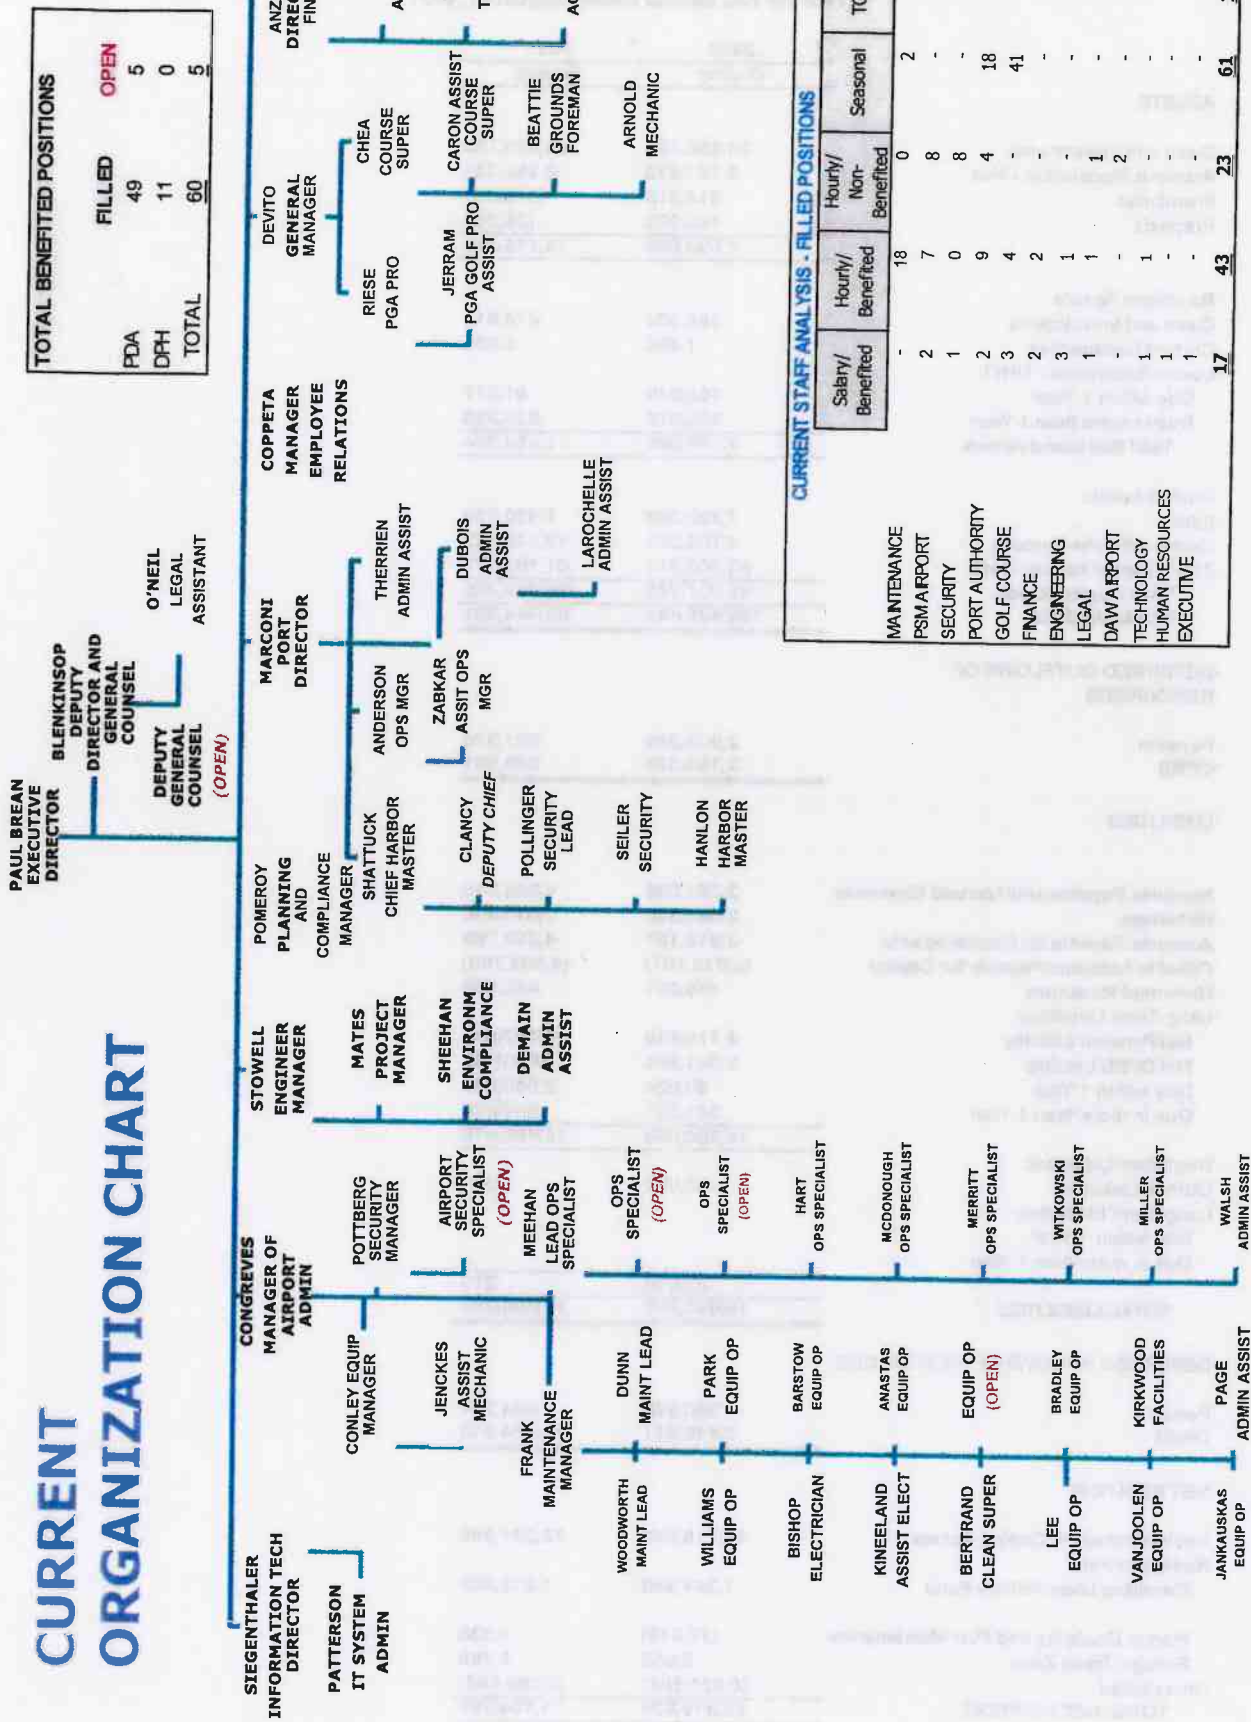 CURRENT
ORGANIZATION CHART
PAUL BREAN
EXECUTIVE
DIRECTOR
BLENKINSOP
DEPUTY
DIRECTOR AND
GENERAL
COUNSEL
DEPUTY
GENERAL
COUNSEL
(OPEN)
O'NEIL
LEGAL
ASSISTANT
TOTAL BENEFITED POSITIONS
FILLED OPEN
PDA 49 5
DPH 11 0
TOTAL 60 5
SIEGENTHALER
INFORMATION TECH
DIRECTOR
PATTERSON
IT SYSTEM
ADMIN
CONGREVES
MANAGER OF
AIRPORT
ADMIN
CONLEY EQUIP
MANAGER
JENCKES
ASSIST
MECHANIC
POTTBERG
SECURITY
MANAGER
AIRPORT
SECURITY
SPECIALIST
(OPEN)
FRANK
MAINTENANCE
MANAGER
MEEHAN
LEAD OPS
SPECIALIST
WOODWORTH
MAINT LEAD
WILLIAMS
EQUIP OP
BISHOP
ELECTRICIAN
KINEELAND
ASSIST ELECT
BERTRAND
CLEAN SUPER
LEE
EQUIP OP
VANJOOLEN
EQUIP OP
JANKAUSKAS
EQUIP OP
DUNN
MAINT LEAD
PARK
EQUIP OP
BARSTOW
EQUIP OP
ANASTAS
EQUIP OP
EQUIP OP
(OPEN)
BRADLEY
EQUIP OP
KIRKWOOD
FACILITIES
PAGE
ADMIN ASSIST
OPS
SPECIALIST
(OPEN)
OPS
SPECIALIST
(OPEN)
HART
OPS SPECIALIST
MCDONOUGH
OPS SPECIALIST
MERRITT
OPS SPECIALIST
WITKOWSKI
OPS SPECIALIST
MILLER
OPS SPECIALIST
WALSH
ADMIN ASSIST
STOWELL
ENGINEER
MANAGER
MATES
PROJECT
MANAGER
SHEEHAN
ENVIRONM
COMPLIANCE
DEMAIN
ADMIN
ASSIST
POMEROY
PLANNING
AND
COMPLIANCE
MANAGER
MARCONI
PORT
DIRECTOR
SHATTUCK
CHIEF HARBOR
MASTER
CLANCY
DEPUTY CHIEF
POLLINGER
SECURITY
LEAD
SEILER
SECURITY
HANLON
HARBOR
MASTER
ANDERSON
OPS MGR
ZABKAR
ASSIT OPS
MGR
THERRIEN
ADMIN ASSIST
DUBOIS
ADMIN
ASSIST
LAROCHELLE
ADMIN ASSIST
COPPETA
MANAGER
EMPLOYEE
RELATIONS
DEVITO
GENERAL
MANAGER
RIESE
PGA PRO
JERRAM
PGA GOLF PRO
ASSIST
CHEA
COURSE
SUPER
CARON ASSIST
COURSE
SUPER
BEATTIE
GROUNDS
FOREMAN
ARNOLD
MECHANIC
CURRENT STAFF ANALYSIS - FILLED POSITIONS
Salary/ Benefited Hourly/ Benefited Hourly/ Non- Benefited Seasonal
MAINTENANCE - 18 0 2
PSM AIRPORT 2 7 8 -
SECURITY 1 0 8 -
PORT AUTHORITY 2 9 4 18
GOLF COURSE 3 4 - 41
FINANCE 2 2 - -
ENGINEERING 3 1 - -
LEGAL 1 1 1 -
DAW AIRPORT - - 2 -
TECHNOLOGY 1 1 - -
HUMAN RESOURCES 1 - - -
EXECUTIVE 1 - - -
17 43 23 61